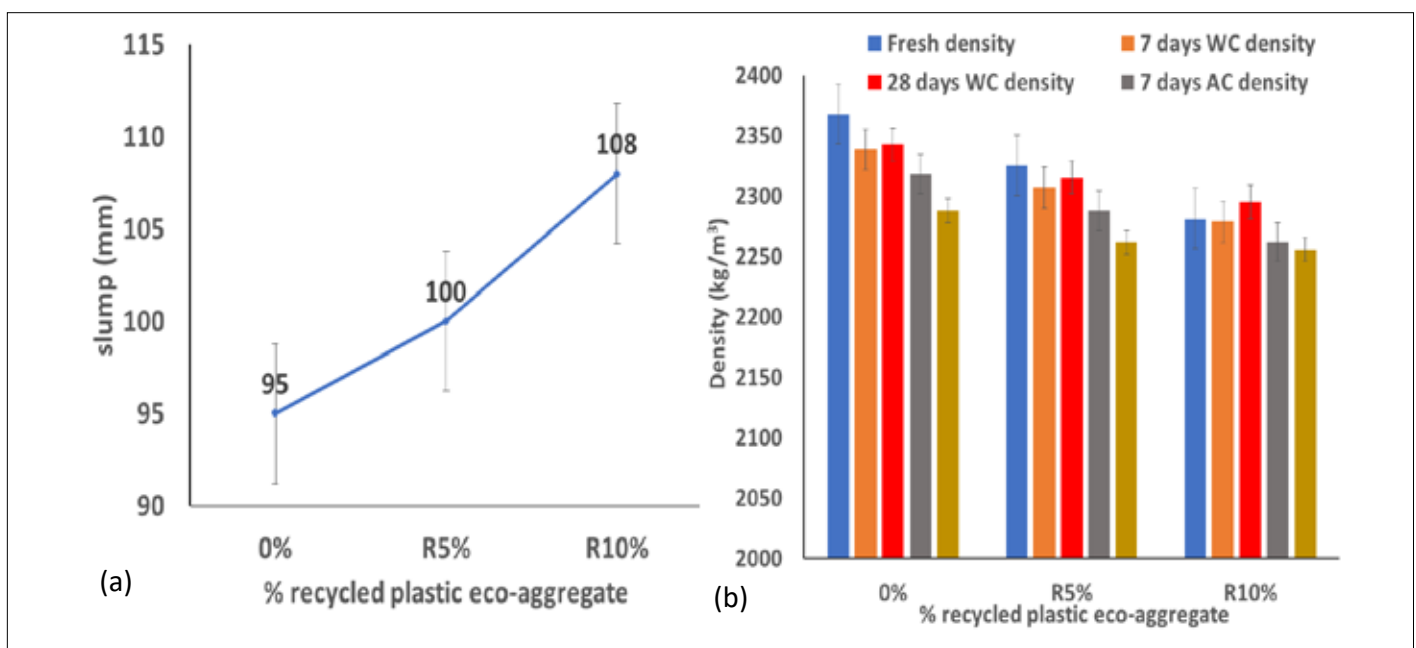 115
110
105
100
95
90
slump (mm)
95
100
108
0% R5% R10%
% recycled plastic eco-aggregate
(a)
Fresh density 7 days WC density
28 days WC density 7 days AC density
2400
2350
2300
2250
2200
2150
2100
2050
2000
Density (kg/m³)
0% R5% R10%
% recycled plastic eco-aggregate
(b)